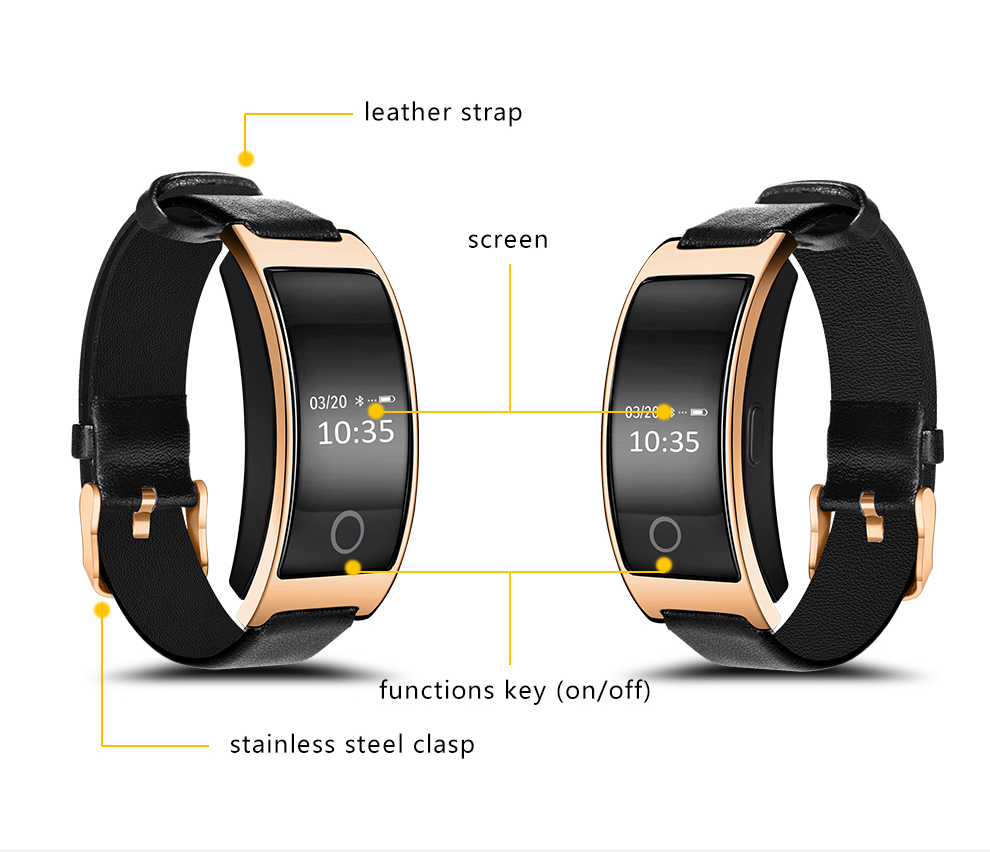 leather strap
screen
03/20
10:35
03/20
10:35
functions key (on/off)
stainless steel clasp